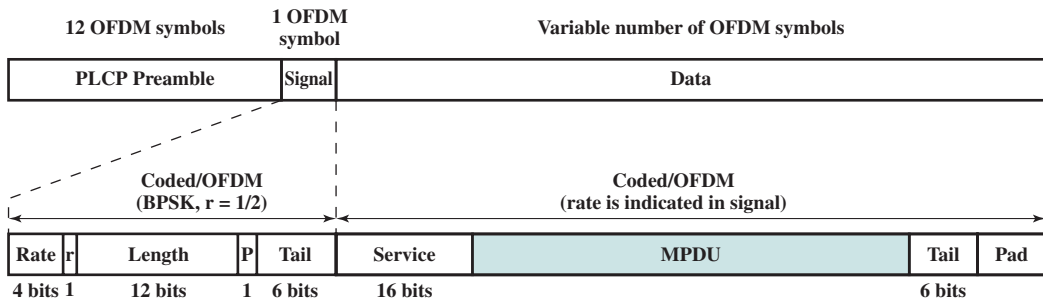 12 OFDM symbols
1 OFDM
symbol
Variable number of OFDM symbols
PLCP Preamble
Signal
Data
Coded/OFDM
(BPSK, r = 1/2)
Coded/OFDM
(rate is indicated in signal)
Rate
r
Length
P
Tail
Service
MPDU
Tail
Pad
4 bits
1
12 bits
1
6 bits
16 bits
6 bits